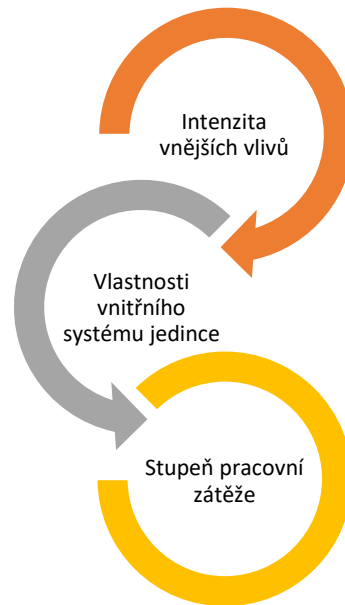 Intenzita
vnějších vlivů
Vlastnosti
vnitřního
systému jedince
Stupeň pracovní
zátěže